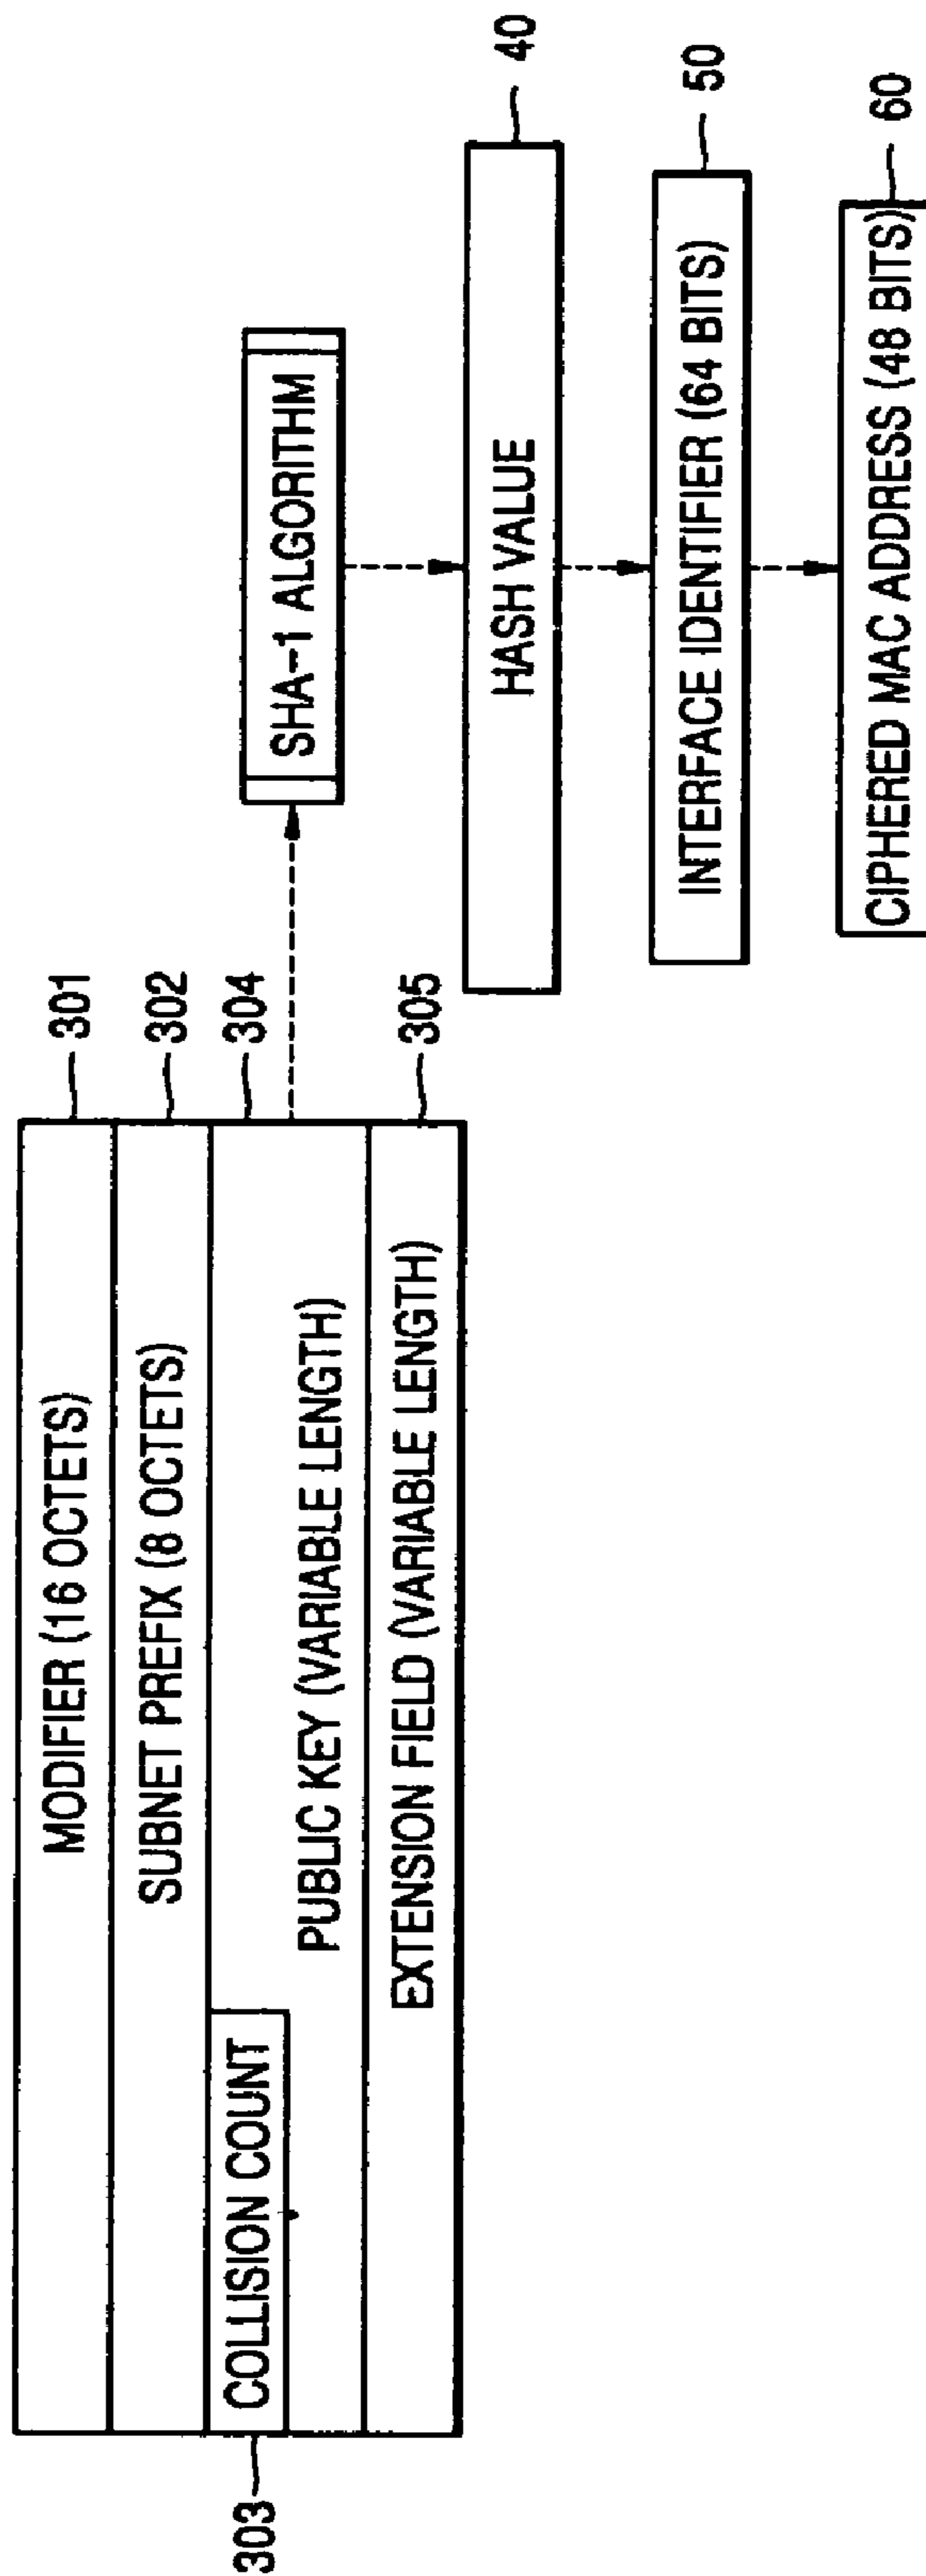 MODIFIER (16 OCTETS)
301
SUBNET PREFIX (8 OCTETS)
302
303
COLLISION COUNT
304
PUBLIC KEY (VARIABLE LENGTH)
EXTENSION FIELD (VARIABLE LENGTH)
305
SHA-1 ALGORITHM
HASH VALUE
40
INTERFACE IDENTIFIER (64 BITS)
50
CIPHERED MAC ADDRESS (48 BITS)
60